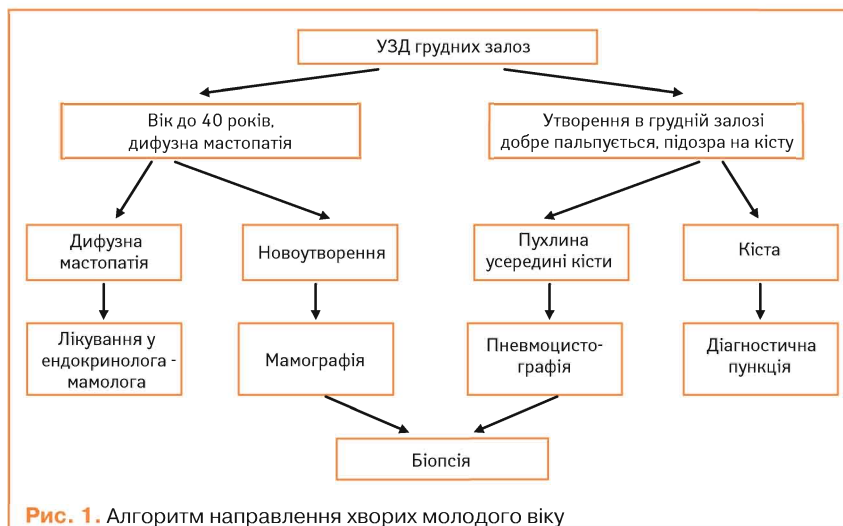 УЗД грудних залоз
Вік до 40 років,
дифузна мастопатія
Утворення в грудній залозі
добре пальпується, підозра на кісту
Дифузна
мастопатія
Новоутворення
Пухлина
усередині кісти
Кіста
Лікування у
ендокринолога -
мамолога
Мамографія
Пневмоцисто-
графія
Діагностична
пункція
Біопсія
Рис. 1. Алгоритм направлення хворих молодого віку